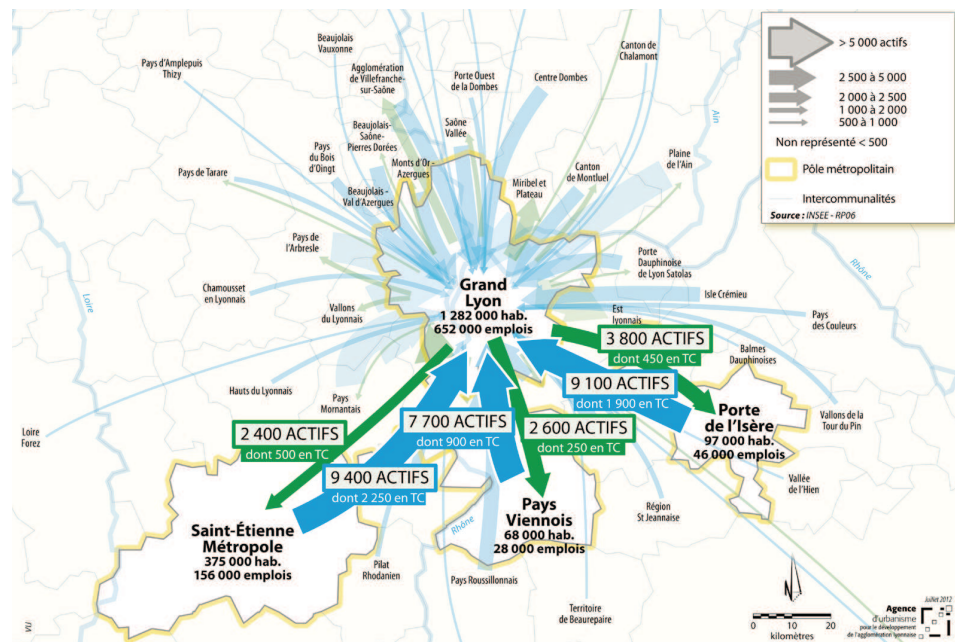 Beaujolais
Vauxonne
Pays d'Amplepuis
Thizy
Agglomération
de Villefranche-
sur-Saône
Porte Ouest
de la Dombes
Centre Dombes
Canton de
Chalamont
Ain
Beaujolais-
Saône-
Pierres Dorées
Saône
Vallée
Pays
du Bois
d'Oingt
Monts d'Or -
Azergues
Pays de Tarare
Beaujolais -
Val d'Azergues
Miribel et
Plateau
Canton
de Montluel
Plaine
de l'Ain
> 5 000 actifs
2 500 à 5 000
2 000 à 2 500
1 000 à 2 000
500 à 1 000
Non représenté < 500
Pôle métropolitain
Intercommunalités
Source : INSEE - RP06
Pays de
l'Arbresle
Porte
Dauphinoise
de Lyon Satolas
Rhône
Loire
Chamousset
en Lyonnais
Vallons
du Lyonnais
Grand
Lyon
1 282 000 hab.
652 000 emplois
Isle Crémieu
Est
lyonnais
Pays
des Couleurs
3 800 ACTIFS
dont 450 en TC
Balmes
Dauphinoises
9 100 ACTIFS
dont 1 900 en TC
Hauts du Lyonnais
Pays
Mornantais
Loire
Forez
2 400 ACTIFS
dont 500 en TC
7 700 ACTIFS
dont 900 en TC
2 600 ACTIFS
dont 250 en TC
Porte
de l'Isère
97 000 hab.
46 000 emplois
Vallons de la
Tour du Pin
9 400 ACTIFS
dont 2 250 en TC
Vallée
de l'Hien
Région
St Jeannaise
Saint-Étienne
Métropole
375 000 hab.
156 000 emplois
Rhône
Pays
Viennois
68 000 hab.
28 000 emplois
Pilat
Rhodanien
Pays Roussillonnais
Territoire
de Beaurepaire
N
0 10 20
kilomètres
Juillet 2012
Agence
d'urbanisme
pour le développement
de l'agglomération lyonnaise
VU